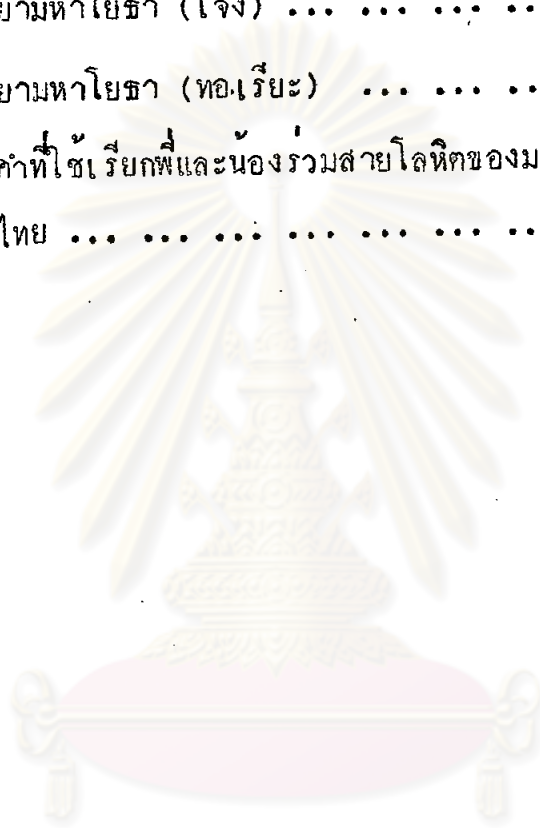 ยามหาโยธา (เจ่ง) ... ... ... ..
ยามหาโยธา (ทอเรียะ) ... ... ..
คำที่ใช้เรียกพี่และน้องร่วมสายโลหิตของม
ไทย ... ... ... ... ... ... ..